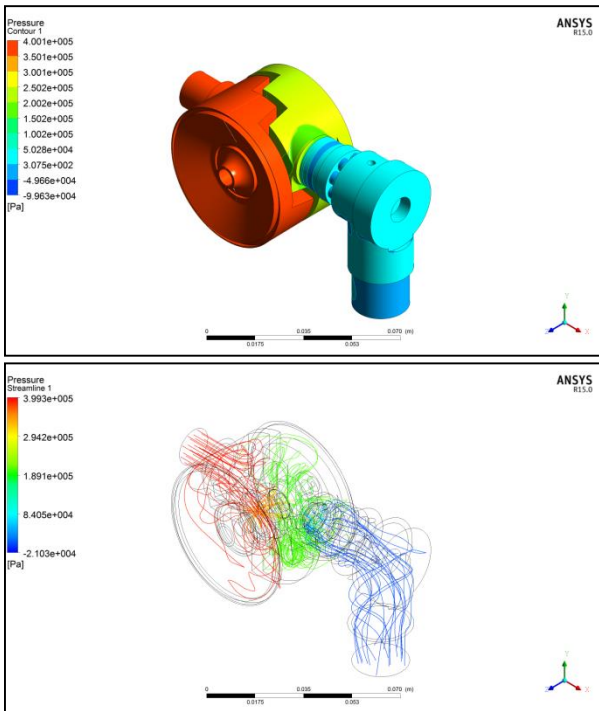 Pressure
Contour 1
4.001e+005
3.501e+005
3.001e+005
2.502e+005
2.002e+005
1.502e+005
1.002e+005
5.028e+004
3.075e+002
-4.966e+004
-9.963e+004
[Pa]
ANSYS
R15.0
0 0.035 0.070 (m)
0.0175 0.053
Y
Z X
Pressure
Streamline 1
3.993e+005
2.942e+005
1.891e+005
8.405e+004
-2.103e+004
[Pa]
ANSYS
R15.0
0 0.035 0.070 (m)
0.0175 0.053
Y
Z X